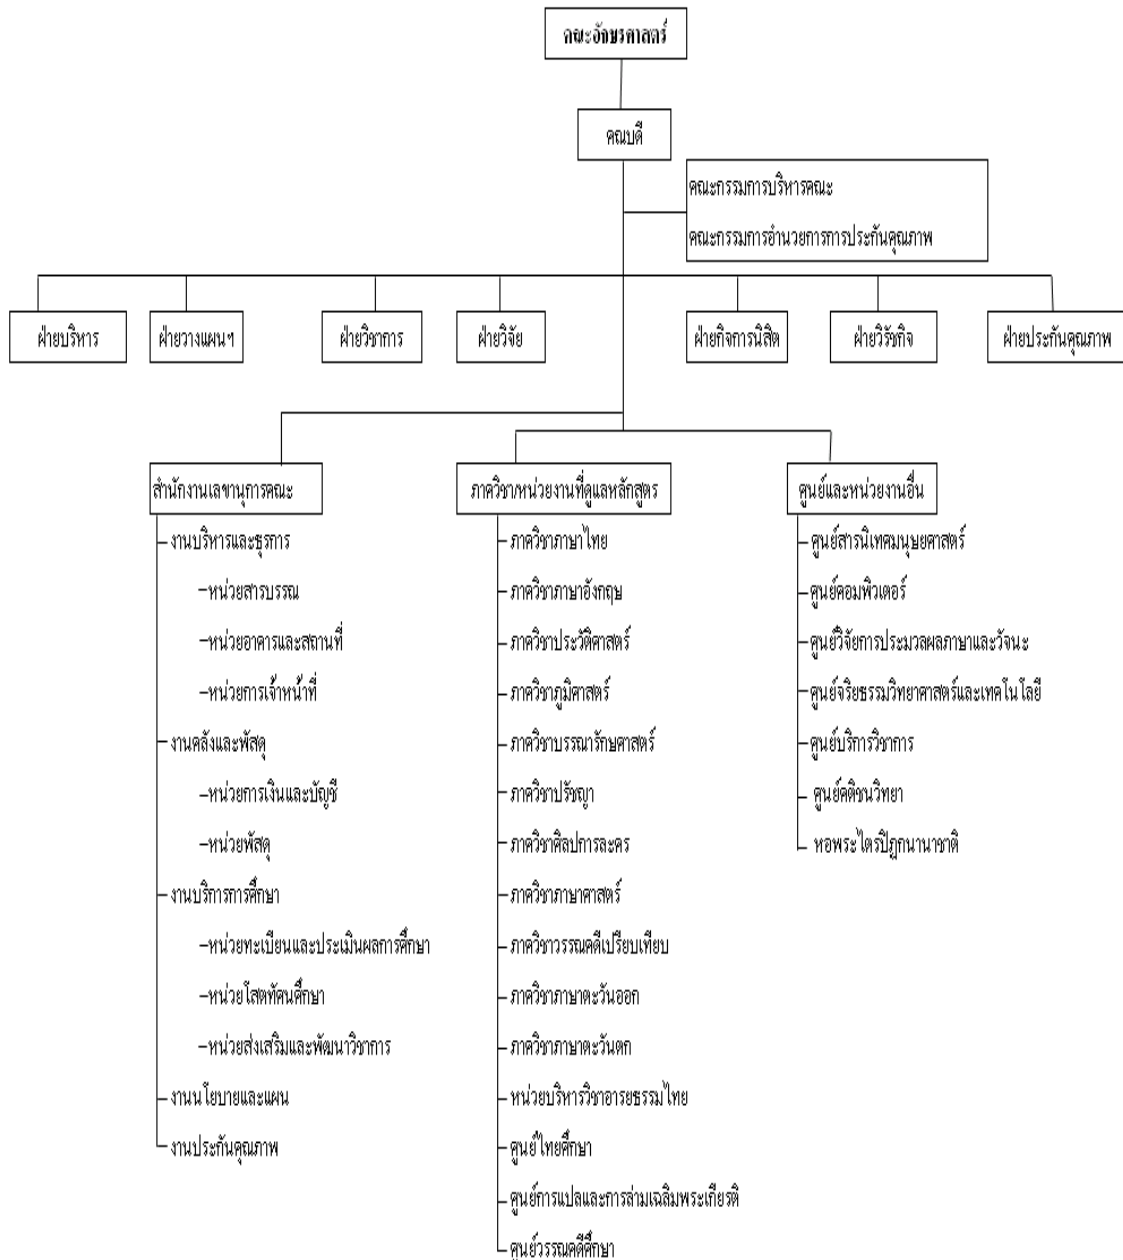 คณะอักษรศาสตร์
คณบดี
คณะกรรมการบริหารคณะ
คณะกรรมการอำนวยการการประกันคุณภาพ
ฝ่ายบริหาร
ฝ่ายวางแผนฯ
ฝ่ายวิชาการ
ฝ่ายวิจัย
ฝ่ายกิจการนิสิต
ฝ่ายวิรัชกิจ
ฝ่ายประกันคุณภาพ
สำนักงานเลขานุการคณะ
งานบริหารและธุรการ
–หน่วยสารบรรณ
–หน่วยอาคารและสถานที่
–หน่วยการเจ้าหน้าที่
งานคลังและพัสดุ
–หน่วยการเงินและบัญชี
–หน่วยพัสดุ
งานบริการการศึกษา
–หน่วยทะเบียนและประเมินผลการศึกษา
–หน่วยโสตทัศนศึกษา
–หน่วยส่งเสริมและพัฒนาวิชาการ
งานนโยบายและแผน
งานประกันคุณภาพ
ภาควิชา/หน่วยงานที่ดูแลหลักสูตร
ภาควิชาภาษาไทย
ภาควิชาภาษาอังกฤษ
ภาควิชาประวัติศาสตร์
ภาควิชาภูมิศาสตร์
ภาควิชาบรรณารักษศาสตร์
ภาควิชาปรัชญา
ภาควิชาศิลปการละคร
ภาควิชาภาษาศาสตร์
ภาควิชาวรรณคดีเปรียบเทียบ
ภาควิชาภาษาตะวันออก
ภาควิชาภาษาตะวันตก
หน่วยบริหารวิชาอารยธรรมไทย
ศูนย์ไทยศึกษา
ศูนย์การแปลและการล่ามเฉลิมพระเกียรติ
ศูนย์วรรณคดีศึกษา
ศูนย์และหน่วยงานอื่น
ศูนย์สารนิเทศมนุษยศาสตร์
ศูนย์คอมพิวเตอร์
ศูนย์วิจัยการประมวลผลภาษาและวัจนะ
ศูนย์จริยธรรมวิทยาศาสตร์และเทคโนโลยี
ศูนย์บริการวิชาการ
ศูนย์คติชนวิทยา
หอพระไตรปิฎกนานาชาติ